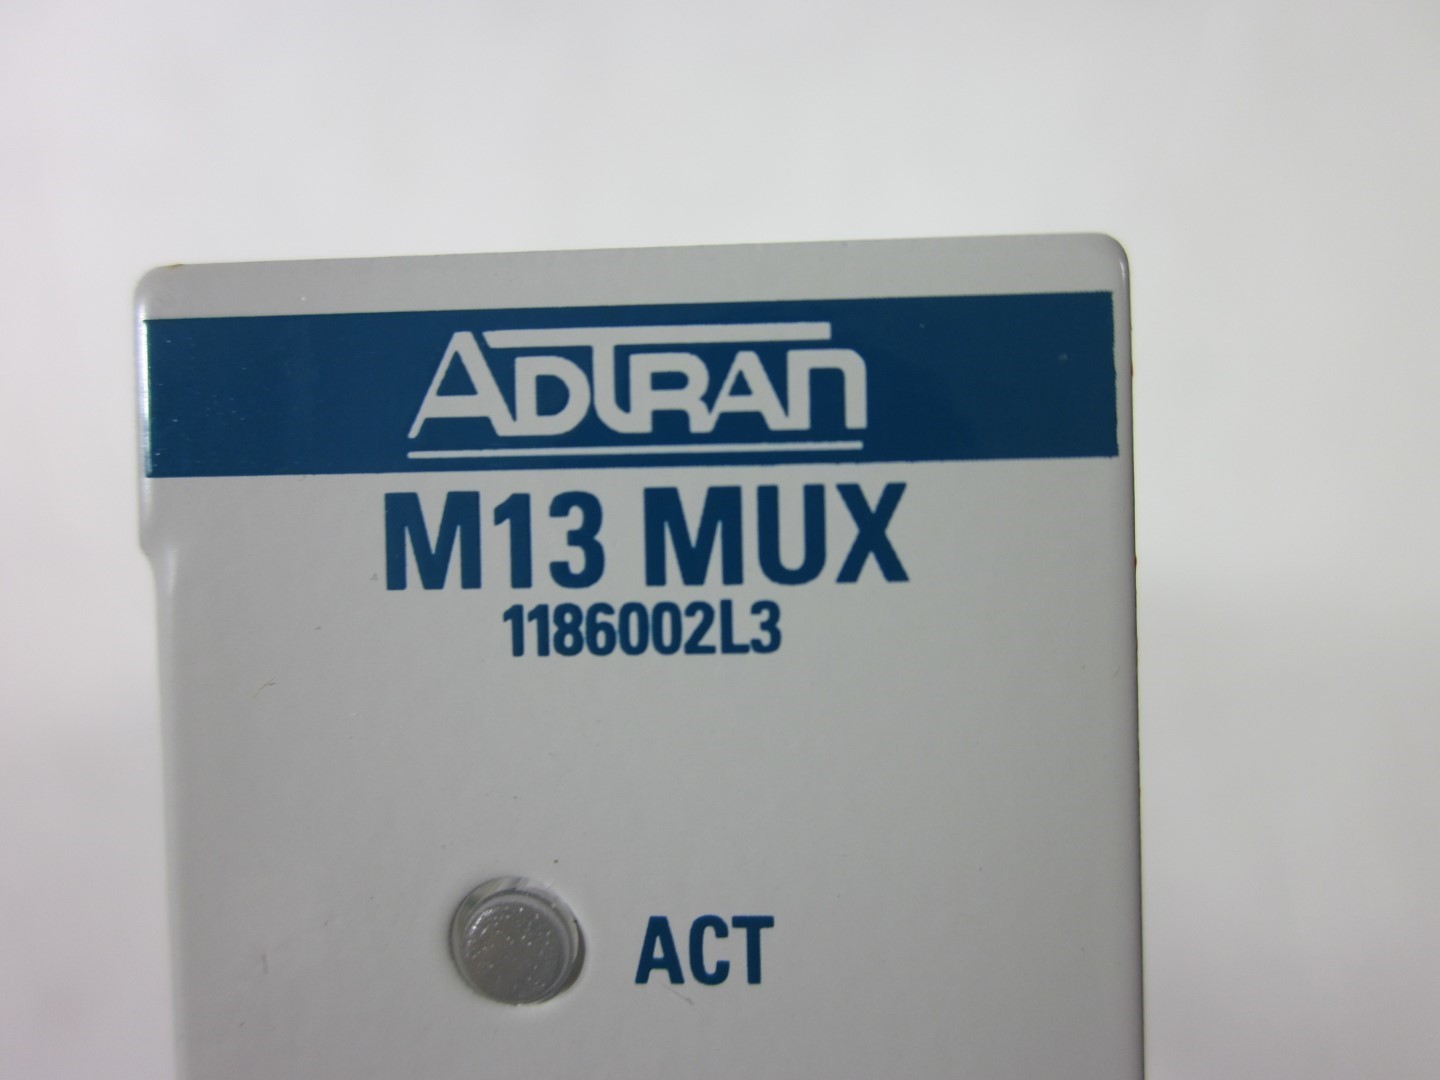 ADTRAN
M13 MUX
1186002L3
ACT